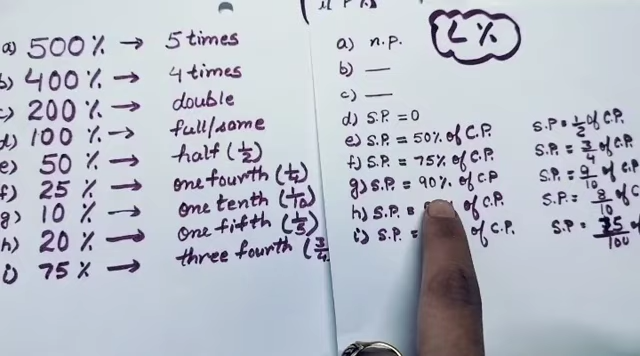 a) 500% → 5 times
b) 400% → 4 times
c) 200% → double
d) 100% → full/same
e) 50% → half (1/2)
f) 25% → one fourth (1/4)
g) 10% → one tenth (1/10)
h) 20% → one fifth (1/5)
i) 75% → three fourth (3/4
L%
a) n.p.
b) —
c) —
d) S.P. = 0
e) S.P. = 50% of C.P. S.P = 1/2 of C.P.
f) S.P. = 75% of C.P. S.P. = 3/4 of C.P.
g) S.P. = 90% of C.P S.P. = 9/10 of C.P.
h) S.P. = of C.P. S.P. = 8/10 of C.
i) S.P. = of C.P. S.P = 25/100 of